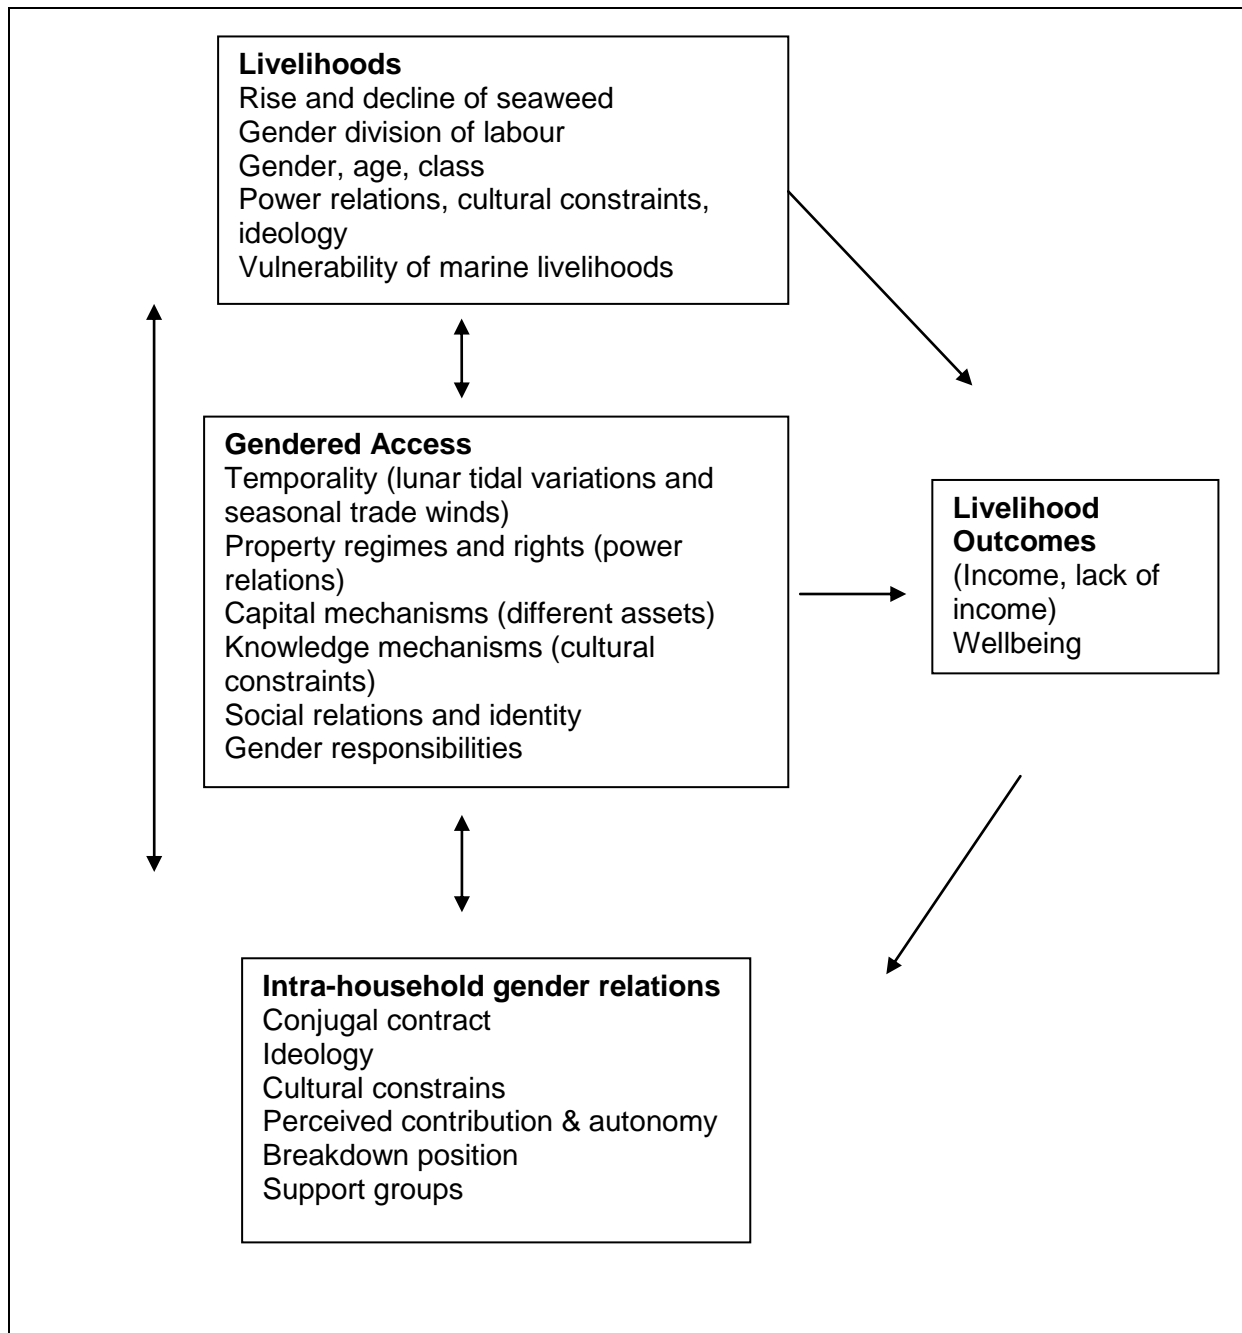 Livelihoods
Rise and decline of seaweed
Gender division of labour
Gender, age, class
Power relations, cultural constraints,
ideology
Vulnerability of marine livelihoods
Gendered Access
Temporality (lunar tidal variations and
seasonal trade winds)
Property regimes and rights (power
relations)
Capital mechanisms (different assets)
Knowledge mechanisms (cultural
constraints)
Social relations and identity
Gender responsibilities
Livelihood
Outcomes
(Income, lack of
income)
Wellbeing
Intra-household gender relations
Conjugal contract
Ideology
Cultural constrains
Perceived contribution & autonomy
Breakdown position
Support groups